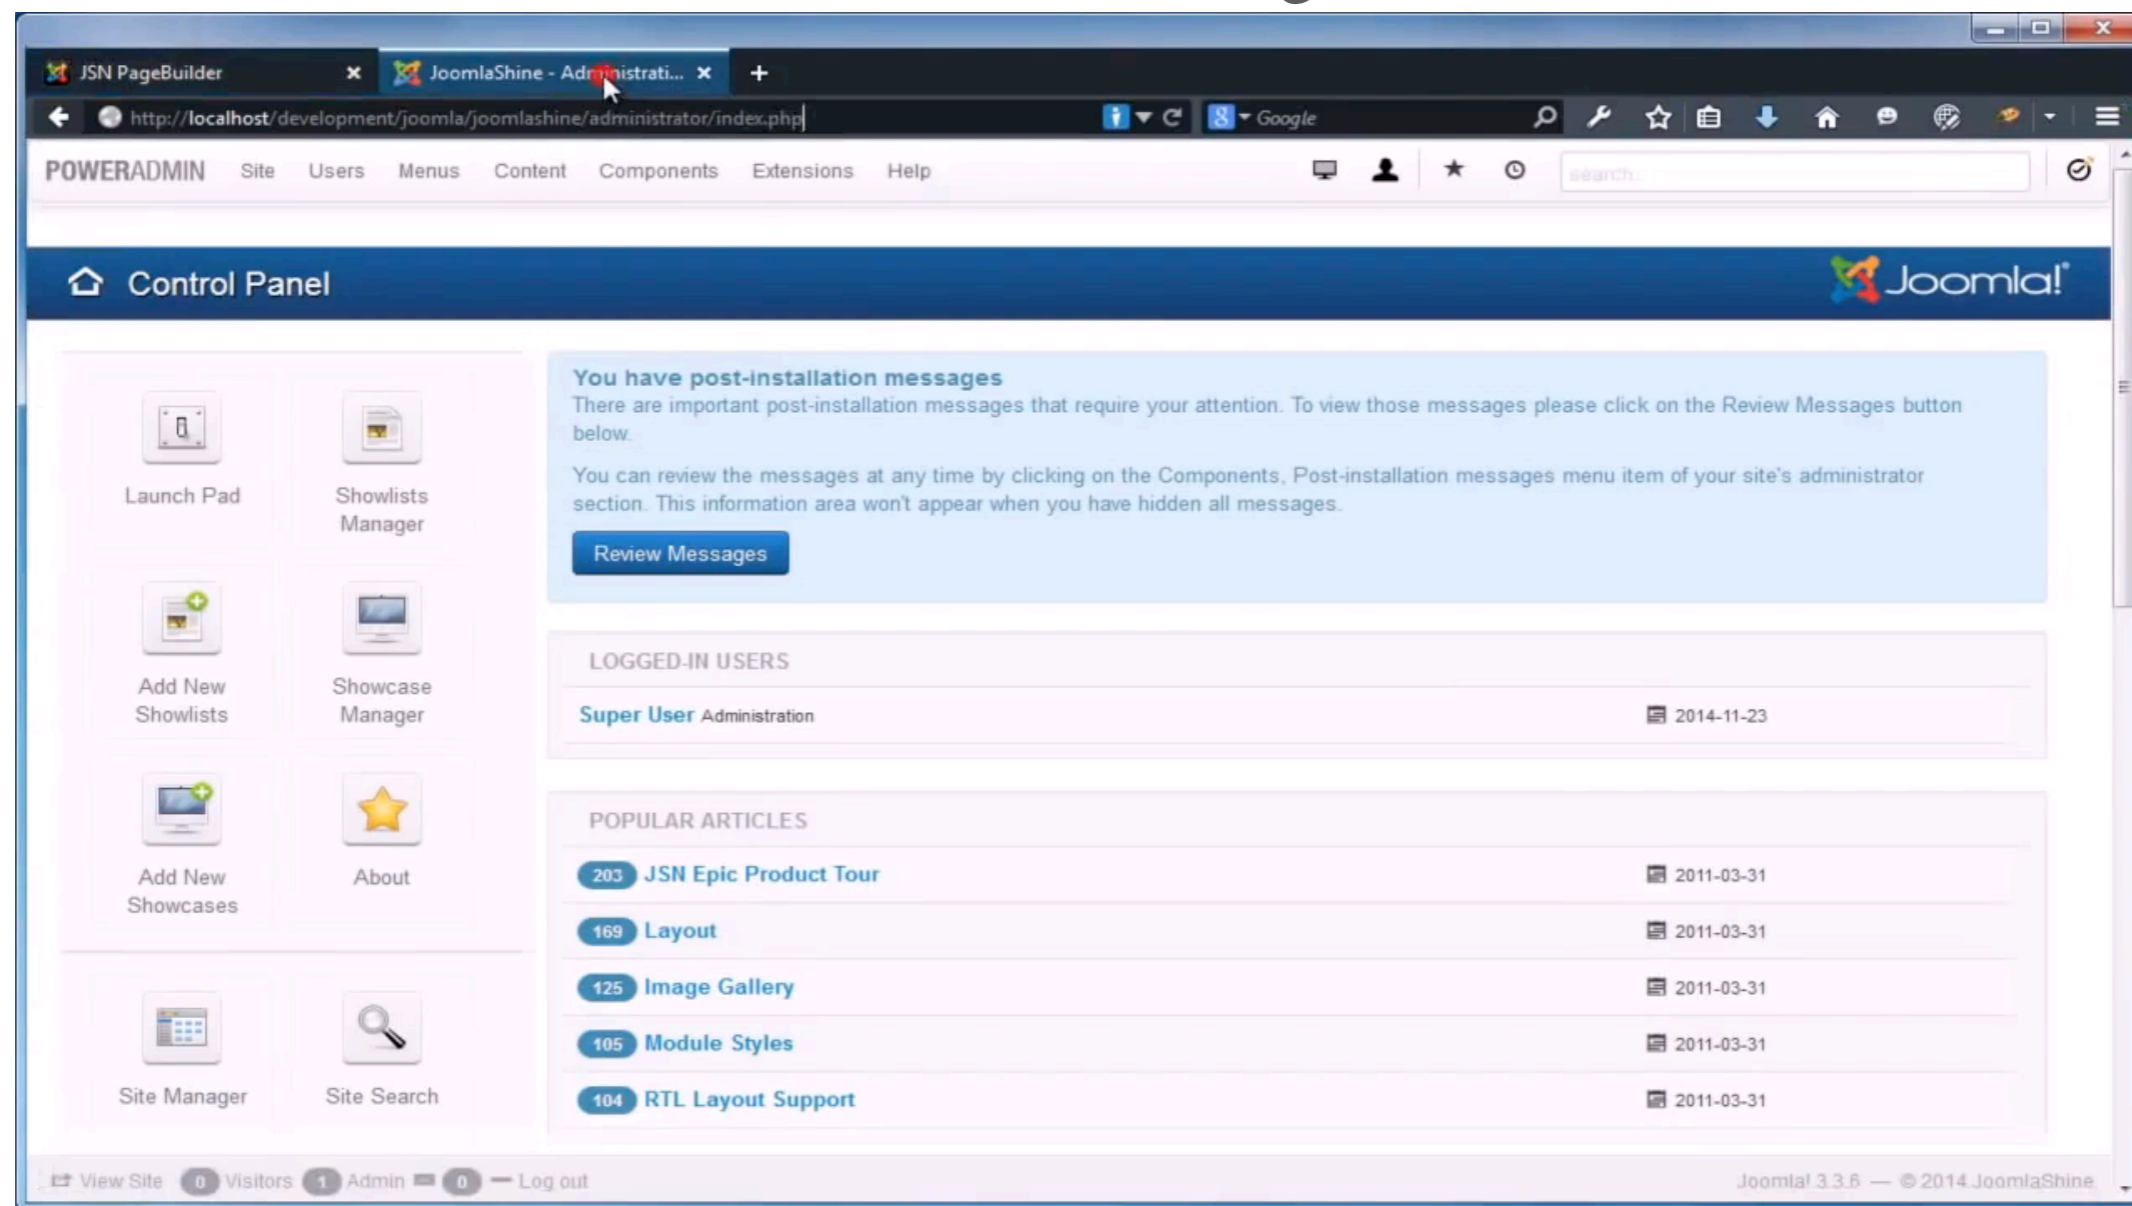 JSN PageBuilder
JoomlaShine - Administrati...
http://localhost/development/joomla/joomlashine/administrator/index.php
Google
POWERADMIN Site Users Menus Content Components Extensions Help
search...
Control Panel
Joomla!
Launch Pad
Showlists
Manager
Add New
Showlists
Showcase
Manager
Add New
Showcases
About
Site Manager
Site Search
You have post-installation messages
There are important post-installation messages that require your attention. To view those messages please click on the Review Messages button
below.
You can review the messages at any time by clicking on the Components, Post-installation messages menu item of your site's administrator
section. This information area won't appear when you have hidden all messages.
Review Messages
LOGGED-IN USERS
Super User Administration 2014-11-23
POPULAR ARTICLES
203 JSN Epic Product Tour 2011-03-31
169 Layout 2011-03-31
125 Image Gallery 2011-03-31
105 Module Styles 2011-03-31
104 RTL Layout Support 2011-03-31
View Site 0 Visitors 1 Admin 0 Log out
Joomla! 3.3.6 — © 2014 JoomlaShine